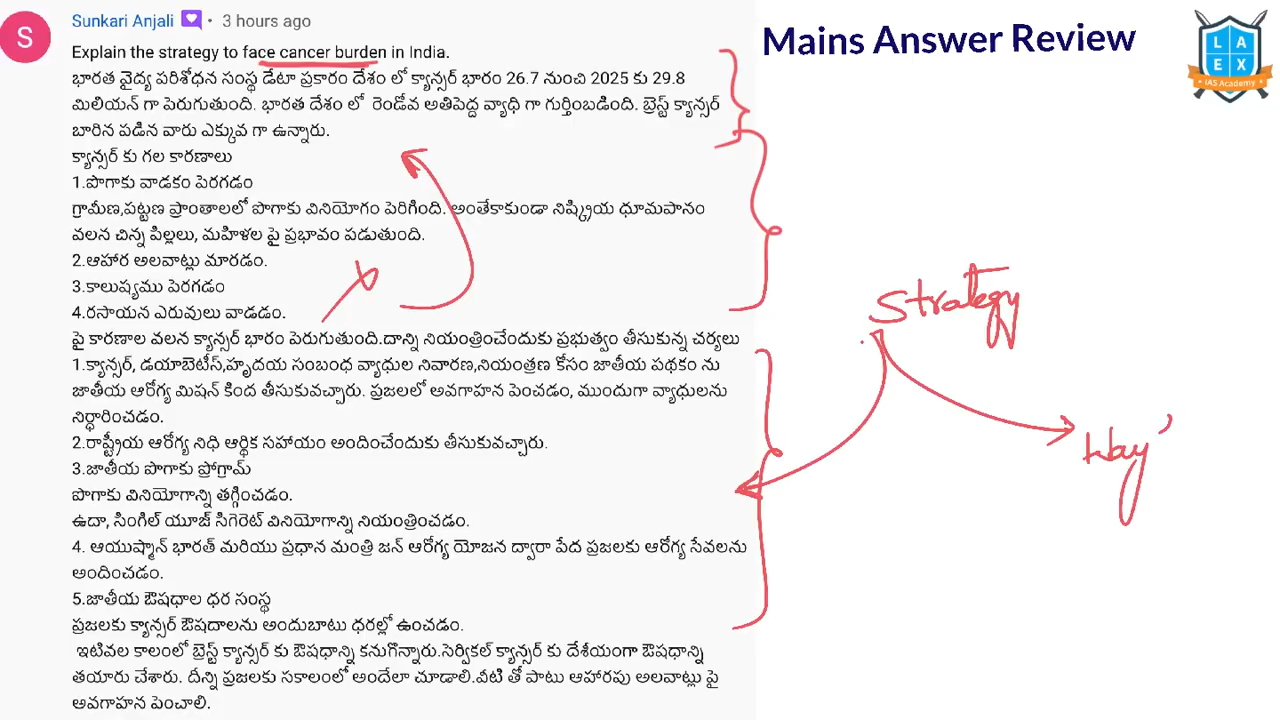 Sunkari Anjali • 3 hours ago
S
Mains Answer Review
L A
E X
IAS Academy
Explain the strategy to face cancer burden in India.
భారత వైద్య పరిశోధన సంస్థ డేటా ప్రకారం దేశం లో క్యాన్సర్ భారం 26.7 నుంచి 2025 కు 29.8
మిలియన్ గా పెరుగుతుంది. భారత దేశం లో రెండోవ అతిపెద్ద వ్యాధి గా గుర్తింబడింది. బ్రెస్ట్ క్యాన్సర్
బారిన పడిన వారు ఎక్కువ గా ఉన్నారు.
క్యాన్సర్ కు గల కారణాలు
1.పొగాకు వాడకం పెరగడం
గ్రామీణ,పట్టణ ప్రాంతాలలో పొగాకు వినియోగం పెరిగింది. అంతేకాకుండా నిష్క్రియ ధూమపానం
వలన చిన్న పిల్లలు, మహిళల పై ప్రభావం పడుతుంది.
2.ఆహార అలవాట్లు మారడం.
3.కాలుష్యము పెరగడం
4.రసాయన ఎరువులు వాడడం.
పై కారణాల వలన క్యాన్సర్ భారం పెరుగుతుంది.దాన్ని నియంత్రించేందుకు ప్రభుత్వం తీసుకున్న చర్యలు
1.క్యాన్సర్, డయాబెటీస్,హృదయ సంబంధ వ్యాధుల నివారణ,నియంత్రణ కోసం జాతీయ పథకం ను
జాతీయ ఆరోగ్య మిషన్ కింద తీసుకువచ్చారు. ప్రజలలో అవగాహన పెంచడం, ముందుగా వ్యాధులను
నిర్ధారించడం.
2.రాష్ట్రీయ ఆరోగ్య నిధి ఆర్థిక సహాయం అందించేందుకు తీసుకువచ్చారు.
3.జాతీయ పొగాకు ప్రోగ్రామ్
పొగాకు వినియోగాన్ని తగ్గించడం.
ఉదా, సింగిల్ యూజ్ సిగెరెట్ వినియోగాన్ని నియంత్రించడం.
4. ఆయుష్మాన్ భారత్ మరియు ప్రధాన మంత్రి జన్ ఆరోగ్య యోజన ద్వారా పేద ప్రజలకు ఆరోగ్య సేవలను
అందించడం.
5.జాతీయ ఔషధాల ధర సంస్థ
ప్రజలకు క్యాన్సర్ ఔషదాలను అందుబాటు ధరల్లో ఉంచడం.
ఇటివల కాలంలో బ్రెస్ట్ క్యాన్సర్ కు ఔషధాన్ని కనుగొన్నారు.సెర్వికల్ క్యాన్సర్ కు దేశీయంగా ఔషధాన్ని
తయారు చేశారు. దీన్ని ప్రజలకు సకాలంలో అందేలా చూడాలి.వీటి తో పాటు ఆహారపు అలవాట్లు పై
అవగాహన పెంచాలి.
Strategy
Way